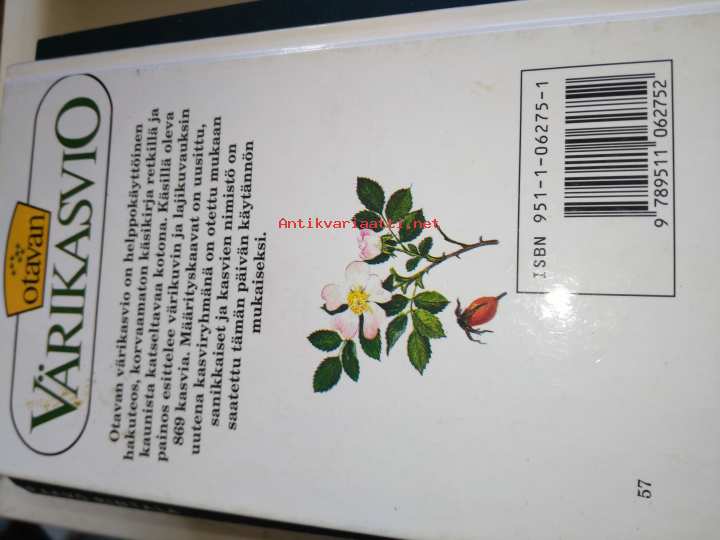 otavan
VÄRIKASVIO
Otavan värikasvio on helppokäyttöinen
hakuteos, korvaamaton käsikirja retkillä ja
kaunista katseltavaa kotona. Käsillä oleva
painos esittelee värikuvin ja lajikuvauksin
869 kasvia. Määrityskaavat on uusittu,
uutena kasviryhmänä on otettu mukaan
sanikkaiset ja kasvien nimistö on
saatettu tämän päivän käytännön
mukaiseksi.
Antikvariaatti.net
ISBN 951-1-06275-1
9 789511 062752
57